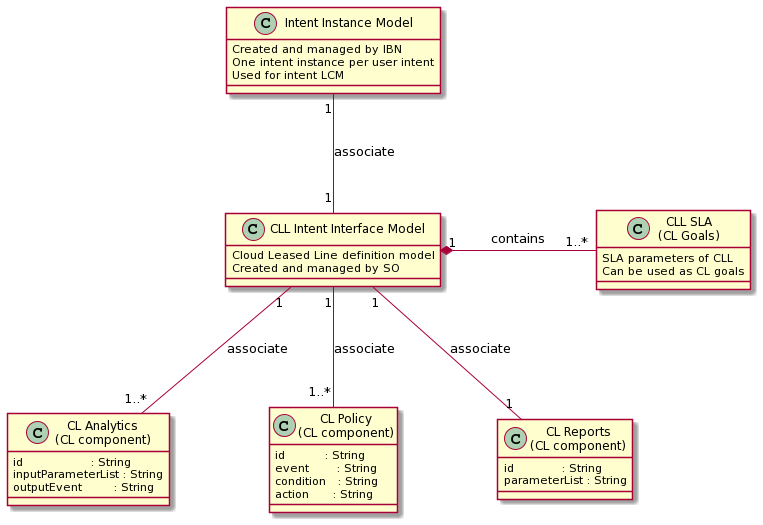 C Intent Instance Model
Created and managed by IBN
One intent instance per user intent
Used for intent LCM
1
associate
1
C CLL Intent Interface Model
Cloud Leased Line definition model
Created and managed by SO
1
contains
1..*
C CLL SLA
(CL Goals)
SLA parameters of CLL
Can be used as CL goals
1
1
1
associate
associate
associate
1..*
1..*
1
C CL Analytics
(CL component)
id : String
inputParameterList : String
outputEvent : String
C CL Policy
(CL component)
id : String
event : String
condition : String
action : String
C CL Reports
(CL component)
id : String
parameterList : String